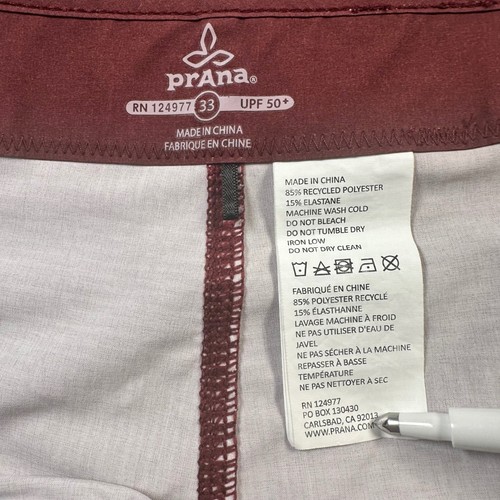 prAna®
RN 124977 33 UPF 50+
MADE IN CHINA
FABRIQUE EN CHINE
MADE IN CHINA
85% RECYCLED POLYESTER
15% ELASTANE
MACHINE WASH COLD
DO NOT BLEACH
DO NOT TUMBLE DRY
IRON LOW
DO NOT DRY CLEAN
FABRIQUÉ EN CHINE
85% POLYESTER RECYCLÉ
15% ÉLASTHANNE
LAVAGE MACHINE À FROID
NE PAS UTILISER D'EAU DE
JAVEL
NE PAS SÉCHER À LA MACHINE
REPASSER À BASSE
TEMPÉRATURE
NE PAS NETTOYER À SEC
RN 124977
PO BOX 130430
CARLSBAD, CA 92013
WWW.PRANA.COM